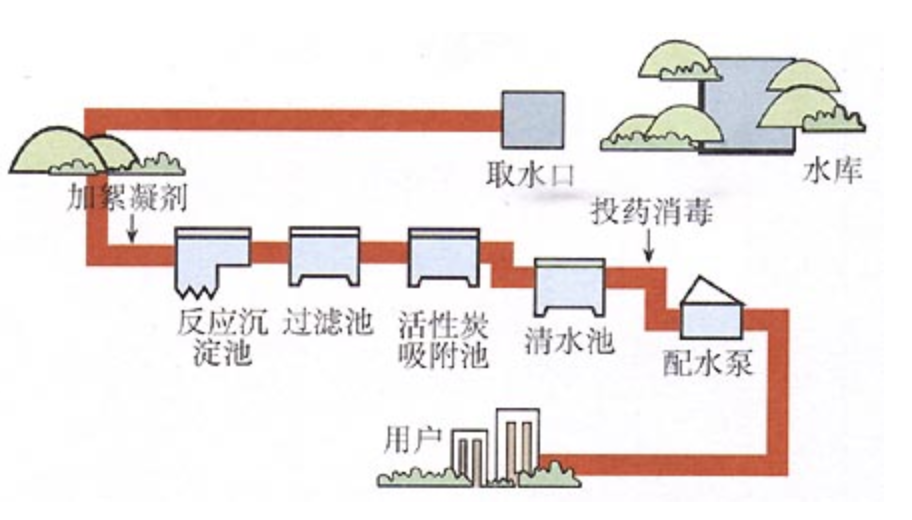 取水口
水库
加絮凝剂
投药消毒
反应沉
淀池
过滤池
活性炭
吸附池
清水池
配水泵
用户